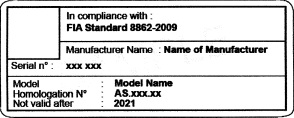 In compliance with :
FIA Standard 8862-2009
Manufacturer Name : Name of Manufacturer
Serial n° : xxx xxx
Model : Model Name
Homologation N° : AS.xxx.xx
Not valid after : 2021